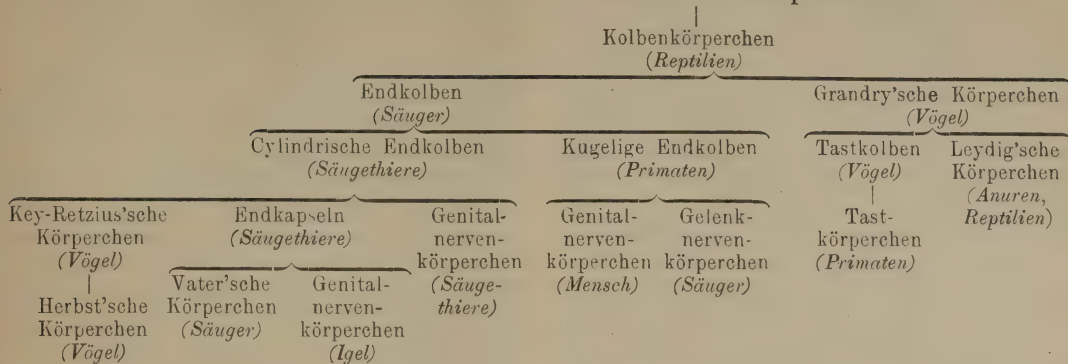 Kolbenkörperchen
(Reptilien)
Endkolben
(Säuger)
Grandry'sche Körperchen
(Vögel)
Cylindrische Endkolben
(Säugethiere)
Kugelige Endkolben
(Primaten)
Tastkolben
(Vögel)
Leydig'sche
Körperchen
(Anuren,
Reptilien)
Tast-
körperchen
(Primaten)
Key-Retzius'sche
Körperchen
(Vögel)
Endkapseln
(Säugethiere)
Genital-
nerven-
körperchen
(Säuge-
thiere)
Genital-
nerven-
körperchen
(Mensch)
Gelenk-
nerven-
körperchen
(Säuger)
Herbst'sche
Körperchen
(Vögel)
Vater'sche
Körperchen
(Säuger)
Genital-
nerven-
körperchen
(Igel)